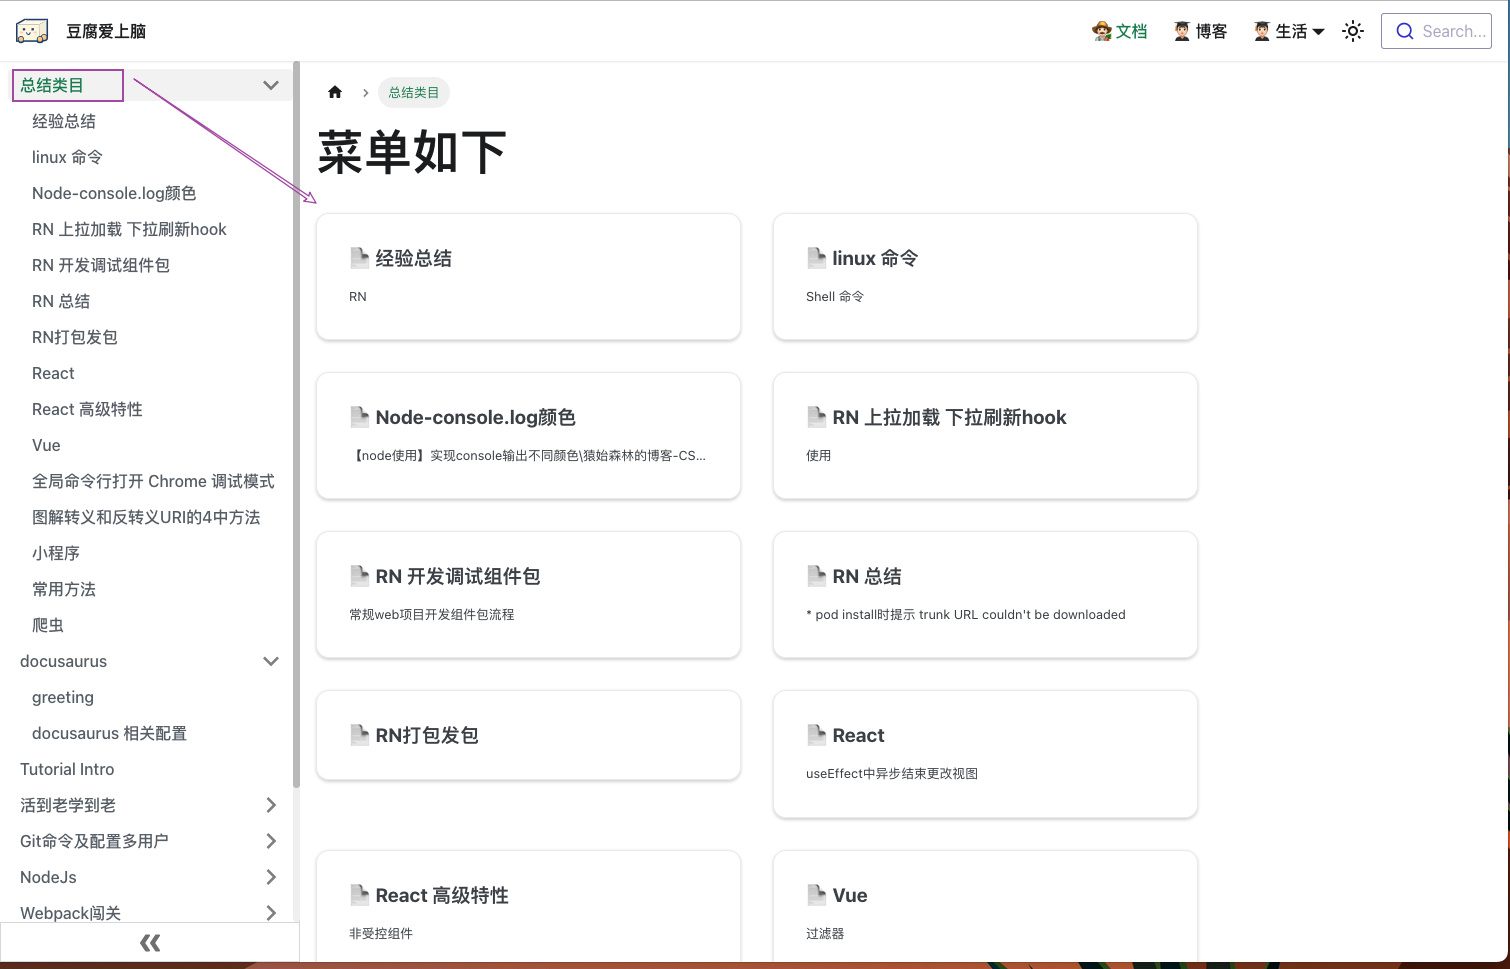 豆腐爱上脑
文档
博客
生活
Search...
总结类目
经验总结
linux 命令
Node-console.log颜色
RN 上拉加载 下拉刷新hook
RN 开发调试组件包
RN 总结
RN打包发包
React
React 高级特性
Vue
全局命令行打开 Chrome 调试模式
图解转义和反转义URI的4中方法
小程序
常用方法
爬虫
docusaurus
greeting
docusaurus 相关配置
Tutorial Intro
活到老学到老
Git命令及配置多用户
NodeJs
Webpack闯关
总结类目
菜单如下
经验总结
RN
linux 命令
Shell 命令
Node-console.log颜色
【node使用】实现console输出不同颜色\猿始森林的博客-CS...
RN 上拉加载 下拉刷新hook
使用
RN 开发调试组件包
常规web项目开发组件包流程
RN 总结
* pod install时提示 trunk URL couldn't be downloaded
RN打包发包
React
useEffect中异步结束更改视图
React 高级特性
非受控组件
Vue
过滤器